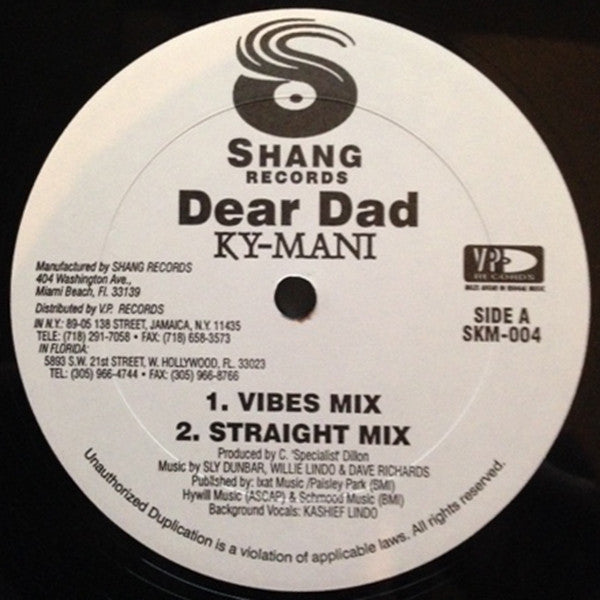 SHANG
RECORDS
Dear Dad
KY-MANI
Manufactured by SHANG RECORDS
404 Washington Ave.,
Miami Beach, Fl. 33139
Distributed by V.P. RECORDS
IN N.Y.: 89-05 138 STREET, JAMAICA, N.Y. 11435
TELE: (718) 291-7058 • FAX: (718) 658-3573
IN FLORIDA:
5893 S.W. 21st STREET, W. HOLLYWOOD, FL. 33023
TEL: (305) 966-4744 • FAX: (305) 966-8766
VP
RECORDS
MILES AHEAD IN REGGAE MUSIC
SIDE A
SKM-004
1. VIBES MIX
2. STRAIGHT MIX
Produced by C. 'Specialist' Dillon
Music by SLY DUNBAR, WILLIE LINDO & DAVE RICHARDS
Published by: Ixat Music /Paisley Park (BMI)
Hywill Music (ASCAP) & Schmood Music (BMI)
Background Vocals: KASHIEF LINDO
Unauthorized Duplication is a violation of applicable laws. All rights reserved.